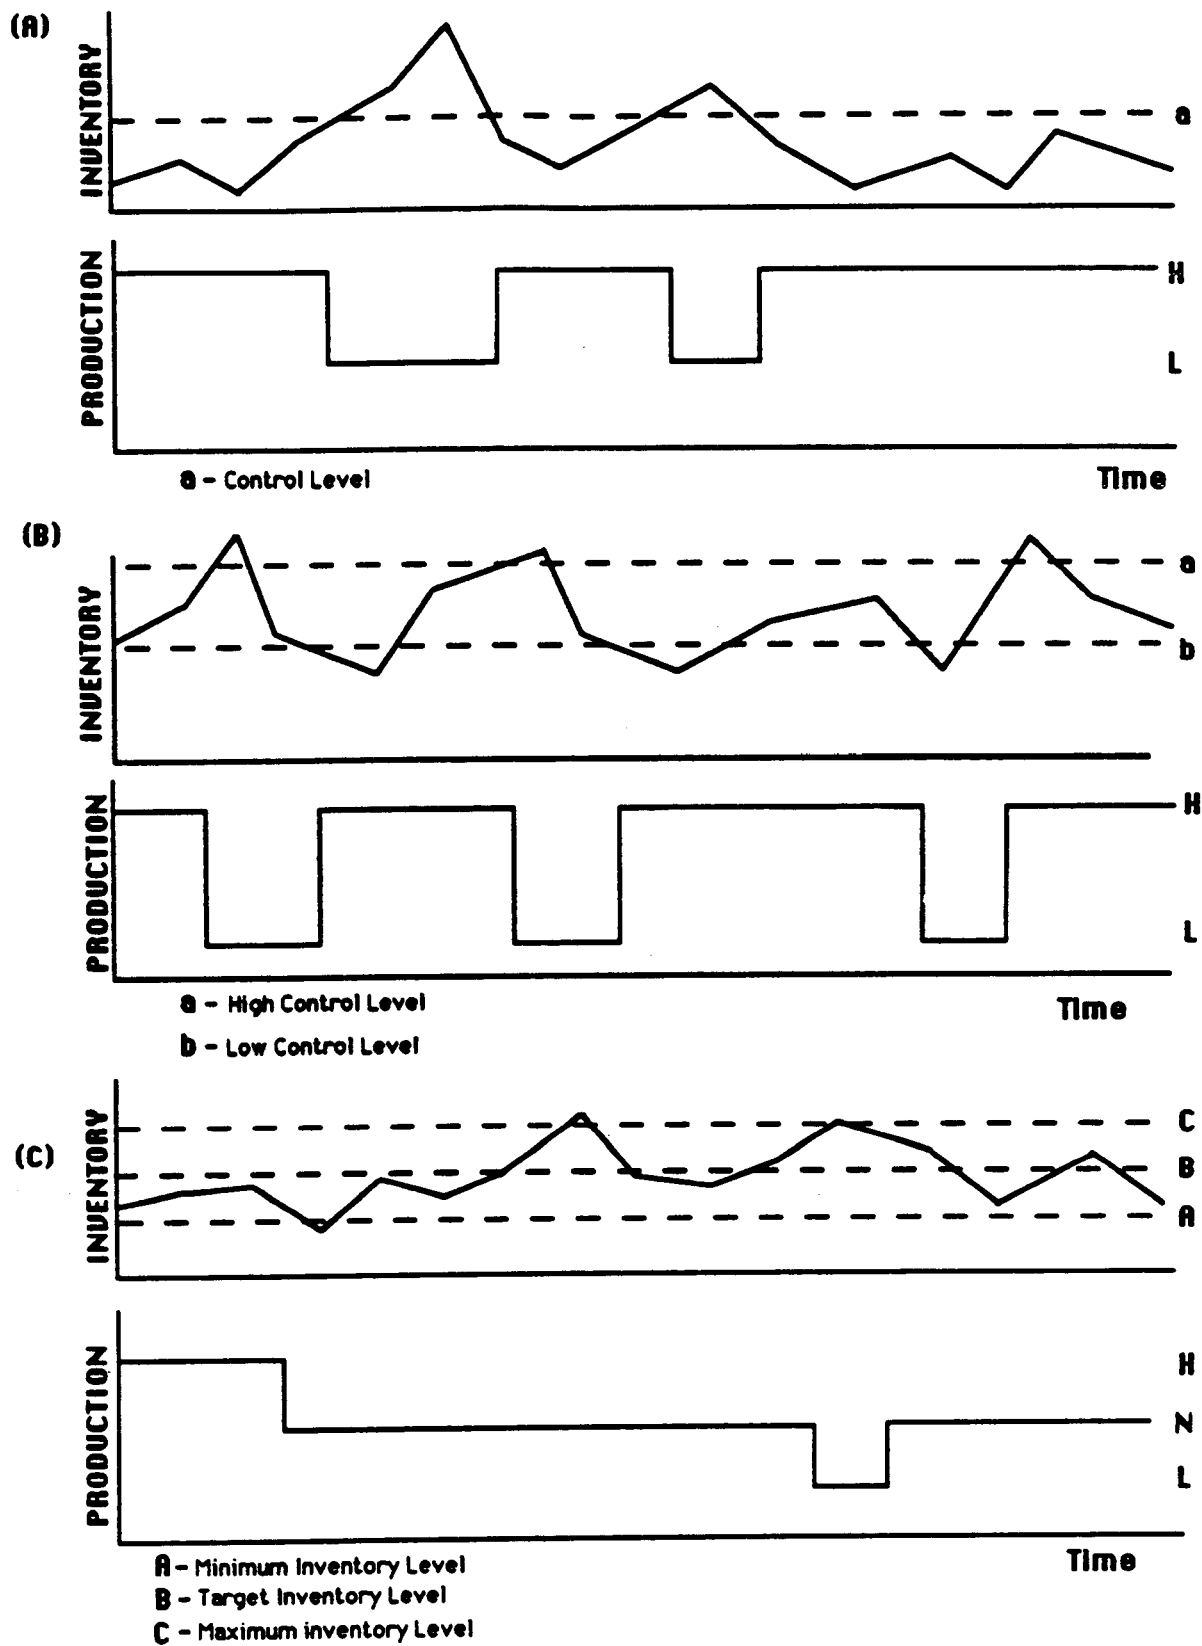 (A)
INVENTORY
a
PRODUCTION
H
L
a - Control Level
Time
(B)
INVENTORY
a
b
PRODUCTION
H
L
a - High Control Level
Time
b - Low Control Level
(C)
INVENTORY
C
B
A
PRODUCTION
H
N
L
A - Minimum Inventory Level
Time
B - Target Inventory Level
C - Maximum inventory Level